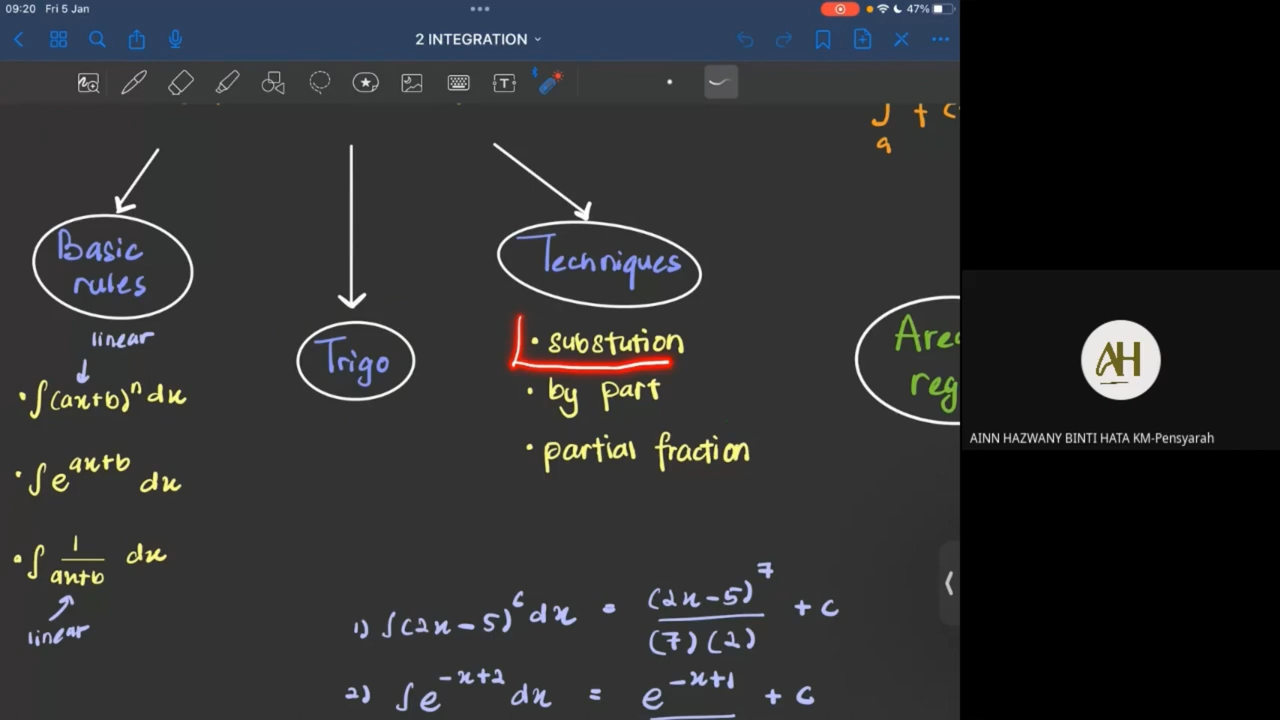 09:20 Fri 5 Jan
47%
2 INTEGRATION
∫ + c
a
Basic
rules
linear
∫(ax+b)ⁿ dx
∫e^(ax+b) dx
∫ 1/(ax+b) dx
linear
Trigo
Techniques
• substution
• by part
• partial fraction
Are
reg
1) ∫(2x-5)^6 dx = (2x-5)^7 / (7)(2) + c
2) ∫e^(-x+2) dx = e^(-x+1) + c
AH
AINN HAZWANY BINTI HATA KM-Pensyarah